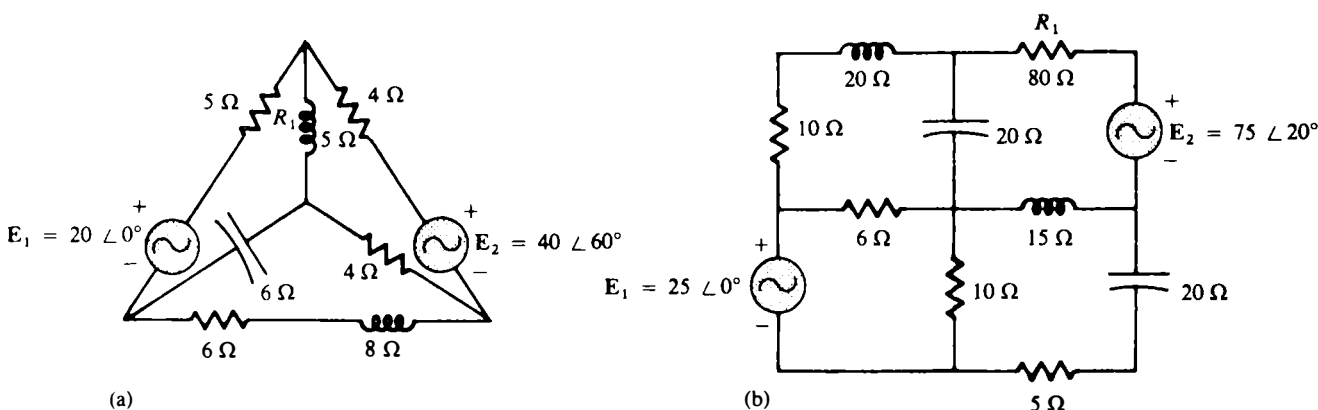 5 Ω
R₁
5 Ω
4 Ω
+
E₁ = 20 ∠0°
−
6 Ω
4 Ω
+
E₂ = 40 ∠60°
−
6 Ω
8 Ω
(a)
20 Ω
R₁
80 Ω
10 Ω
20 Ω
+
E₂ = 75 ∠20°
−
6 Ω
15 Ω
+
E₁ = 25 ∠0°
−
10 Ω
20 Ω
5 Ω
(b)